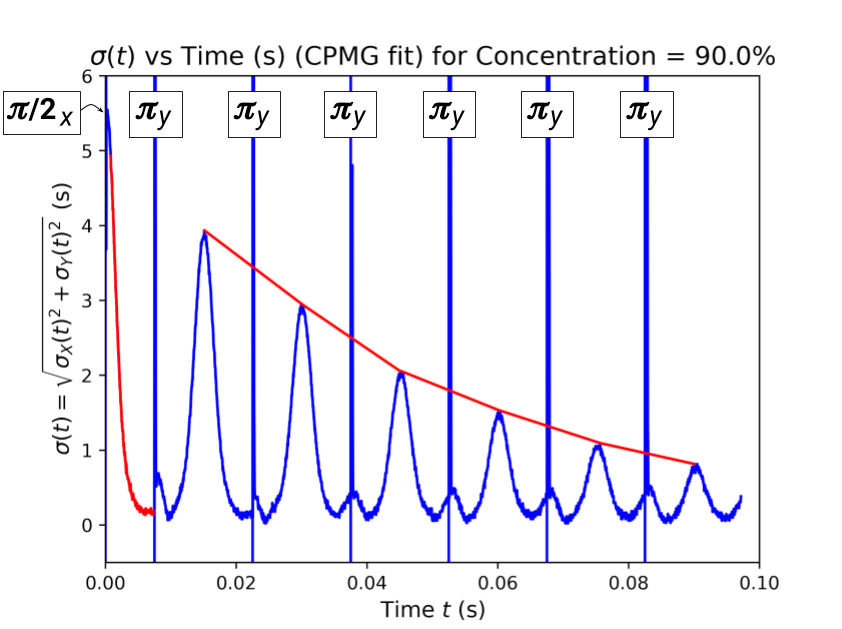 σ(t) vs Time (s) (CPMG fit) for Concentration = 90.0%
π/2 x
πy
πy
πy
πy
πy
πy
σ(t) = √σX(t)² + σY(t)² (s)
6
5
4
3
2
1
0
0.00
0.02
0.04
0.06
0.08
0.10
Time t (s)